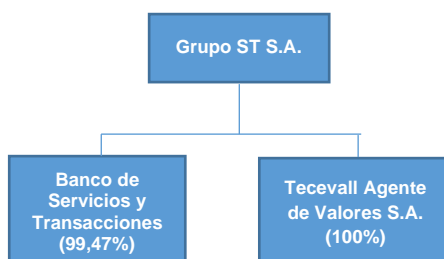 Grupo ST S.A.
Banco de
Servicios y
Transacciones
(99,47%)
Tecevall Agente
de Valores S.A.
(100%)